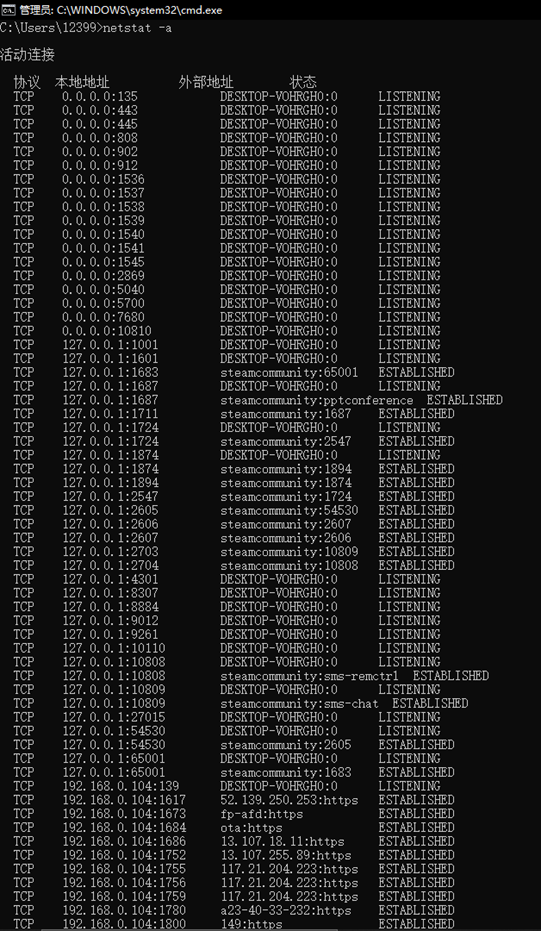 管理员: C:\WINDOWS\system32\cmd.exe
C:\Users\12399>netstat -a
活动连接
协议 本地地址 外部地址 状态
TCP 0.0.0.0:135 DESKTOP-VOHRGH0:0 LISTENING
TCP 0.0.0.0:443 DESKTOP-VOHRGH0:0 LISTENING
TCP 0.0.0.0:445 DESKTOP-VOHRGH0:0 LISTENING
TCP 0.0.0.0:808 DESKTOP-VOHRGH0:0 LISTENING
TCP 0.0.0.0:902 DESKTOP-VOHRGH0:0 LISTENING
TCP 0.0.0.0:912 DESKTOP-VOHRGH0:0 LISTENING
TCP 0.0.0.0:1536 DESKTOP-VOHRGH0:0 LISTENING
TCP 0.0.0.0:1537 DESKTOP-VOHRGH0:0 LISTENING
TCP 0.0.0.0:1538 DESKTOP-VOHRGH0:0 LISTENING
TCP 0.0.0.0:1539 DESKTOP-VOHRGH0:0 LISTENING
TCP 0.0.0.0:1540 DESKTOP-VOHRGH0:0 LISTENING
TCP 0.0.0.0:1541 DESKTOP-VOHRGH0:0 LISTENING
TCP 0.0.0.0:1545 DESKTOP-VOHRGH0:0 LISTENING
TCP 0.0.0.0:2869 DESKTOP-VOHRGH0:0 LISTENING
TCP 0.0.0.0:5040 DESKTOP-VOHRGH0:0 LISTENING
TCP 0.0.0.0:5700 DESKTOP-VOHRGH0:0 LISTENING
TCP 0.0.0.0:7680 DESKTOP-VOHRGH0:0 LISTENING
TCP 0.0.0.0:10810 DESKTOP-VOHRGH0:0 LISTENING
TCP 127.0.0.1:1001 DESKTOP-VOHRGH0:0 LISTENING
TCP 127.0.0.1:1601 DESKTOP-VOHRGH0:0 LISTENING
TCP 127.0.0.1:1683 steamcommunity:65001 ESTABLISHED
TCP 127.0.0.1:1687 DESKTOP-VOHRGH0:0 LISTENING
TCP 127.0.0.1:1687 steamcommunity:pptconference ESTABLISHED
TCP 127.0.0.1:1711 steamcommunity:1687 ESTABLISHED
TCP 127.0.0.1:1724 DESKTOP-VOHRGH0:0 LISTENING
TCP 127.0.0.1:1724 steamcommunity:2547 ESTABLISHED
TCP 127.0.0.1:1874 DESKTOP-VOHRGH0:0 LISTENING
TCP 127.0.0.1:1874 steamcommunity:1894 ESTABLISHED
TCP 127.0.0.1:1894 steamcommunity:1874 ESTABLISHED
TCP 127.0.0.1:2547 steamcommunity:1724 ESTABLISHED
TCP 127.0.0.1:2605 steamcommunity:54530 ESTABLISHED
TCP 127.0.0.1:2606 steamcommunity:2607 ESTABLISHED
TCP 127.0.0.1:2607 steamcommunity:2606 ESTABLISHED
TCP 127.0.0.1:2703 steamcommunity:10809 ESTABLISHED
TCP 127.0.0.1:2704 steamcommunity:10808 ESTABLISHED
TCP 127.0.0.1:4301 DESKTOP-VOHRGH0:0 LISTENING
TCP 127.0.0.1:8307 DESKTOP-VOHRGH0:0 LISTENING
TCP 127.0.0.1:8884 DESKTOP-VOHRGH0:0 LISTENING
TCP 127.0.0.1:9012 DESKTOP-VOHRGH0:0 LISTENING
TCP 127.0.0.1:9261 DESKTOP-VOHRGH0:0 LISTENING
TCP 127.0.0.1:10110 DESKTOP-VOHRGH0:0 LISTENING
TCP 127.0.0.1:10808 DESKTOP-VOHRGH0:0 LISTENING
TCP 127.0.0.1:10808 steamcommunity:sms-remctrl ESTABLISHED
TCP 127.0.0.1:10809 DESKTOP-VOHRGH0:0 LISTENING
TCP 127.0.0.1:10809 steamcommunity:sms-chat ESTABLISHED
TCP 127.0.0.1:27015 DESKTOP-VOHRGH0:0 LISTENING
TCP 127.0.0.1:54530 DESKTOP-VOHRGH0:0 LISTENING
TCP 127.0.0.1:54530 steamcommunity:2605 ESTABLISHED
TCP 127.0.0.1:65001 DESKTOP-VOHRGH0:0 LISTENING
TCP 127.0.0.1:65001 steamcommunity:1683 ESTABLISHED
TCP 192.168.0.104:139 DESKTOP-VOHRGH0:0 LISTENING
TCP 192.168.0.104:1617 52.139.250.253:https ESTABLISHED
TCP 192.168.0.104:1673 fp-afd:https ESTABLISHED
TCP 192.168.0.104:1684 ota:https ESTABLISHED
TCP 192.168.0.104:1686 13.107.18.11:https ESTABLISHED
TCP 192.168.0.104:1752 13.107.255.89:https ESTABLISHED
TCP 192.168.0.104:1755 117.21.204.223:https ESTABLISHED
TCP 192.168.0.104:1756 117.21.204.223:https ESTABLISHED
TCP 192.168.0.104:1759 117.21.204.223:https ESTABLISHED
TCP 192.168.0.104:1780 a23-40-33-232:https ESTABLISHED
TCP 192.168.0.104:1800 149:https ESTABLISHED